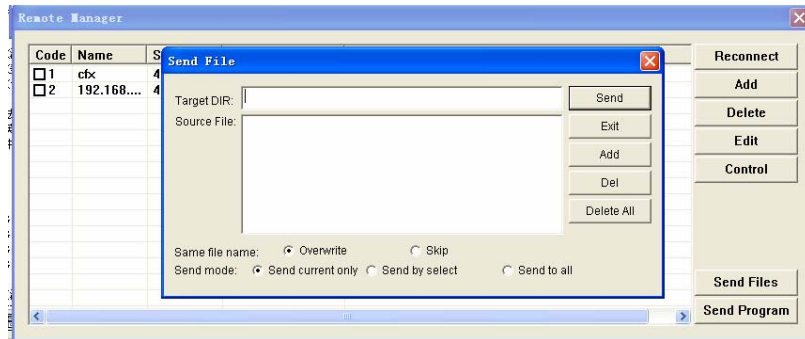 Remote Manager
Code Name S
1 cfx 4
2 192.168.... 4
Reconnect
Add
Delete
Edit
Control
Send Files
Send Program
Send File
Target DIR:
Source File:
Send
Exit
Add
Del
Delete All
Same file name: Overwrite Skip
Send mode: Send current only Send by select Send to all